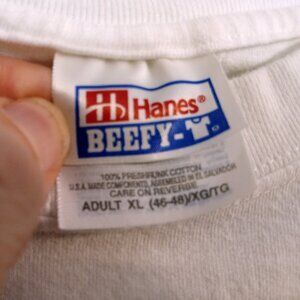 Hanes®
BEEFY-
100% PRESHRUNK COTTON
U.S.A. MADE COMPONENTS, ASSEMBLED IN EL SALVADOR
CARE ON REVERSE
ADULT XL (46-48)/XG/TG